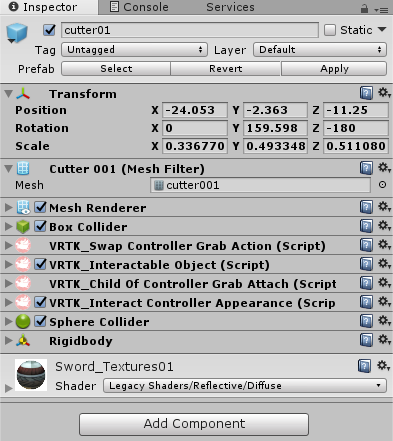 Inspector Console Services
cutter01 Static
Tag Untagged Layer Default
Prefab Select Revert Apply
Transform
Position X -24.053 Y -2.363 Z -11.25
Rotation X 0 Y 159.598 Z -180
Scale X 0.336770 Y 0.493348 Z 0.511080
Cutter 001 (Mesh Filter)
Mesh cutter001
Mesh Renderer
Box Collider
VRTK_Swap Controller Grab Action (Script)
VRTK_Interactable Object (Script)
VRTK_Child Of Controller Grab Attach (Script
VRTK_Interact Controller Appearance (Scrip
Sphere Collider
Rigidbody
Sword_Textures01
Shader Legacy Shaders/Reflective/Diffuse
Add Component